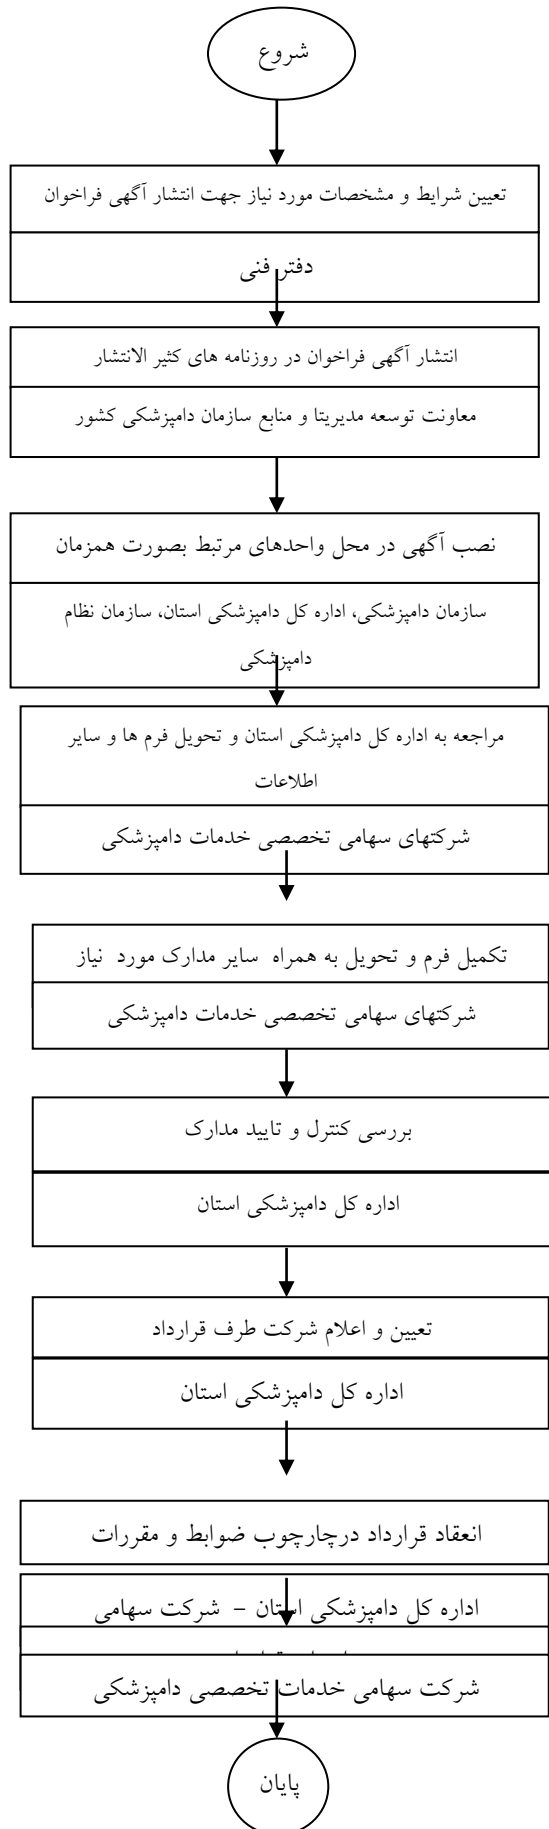 شروع
تعیین شرایط و مشخصات مورد نیاز جهت انتشار آگهی فراخوان
دفتر فنی
انتشار آگهی فراخوان در روزنامه های کثیر الانتشار
معاونت توسعه مدیریتا و منابع سازمان دامپزشکی کشور
نصب آگهی در محل واحدهای مرتبط بصورت همزمان
سازمان دامپزشکی، اداره کل دامپزشکی استان، سازمان نظام
دامپزشکی
مراجعه به اداره کل دامپزشکی استان و تحویل فرم ها و سایر
اطلاعات
شرکتهای سهامی تخصصی خدمات دامپزشکی
تکمیل فرم و تحویل به همراه سایر مدارک مورد نیاز
شرکتهای سهامی تخصصی خدمات دامپزشکی
بررسی کنترل و تایید مدارک
اداره کل دامپزشکی استان
تعیین و اعلام شرکت طرف قرارداد
اداره کل دامپزشکی استان
انعقاد قرارداد درچارچوب ضوابط و مقررات
اداره کل دامپزشکی استان – شرکت سهامی
شرکت سهامی خدمات تخصصی دامپزشکی
پایان